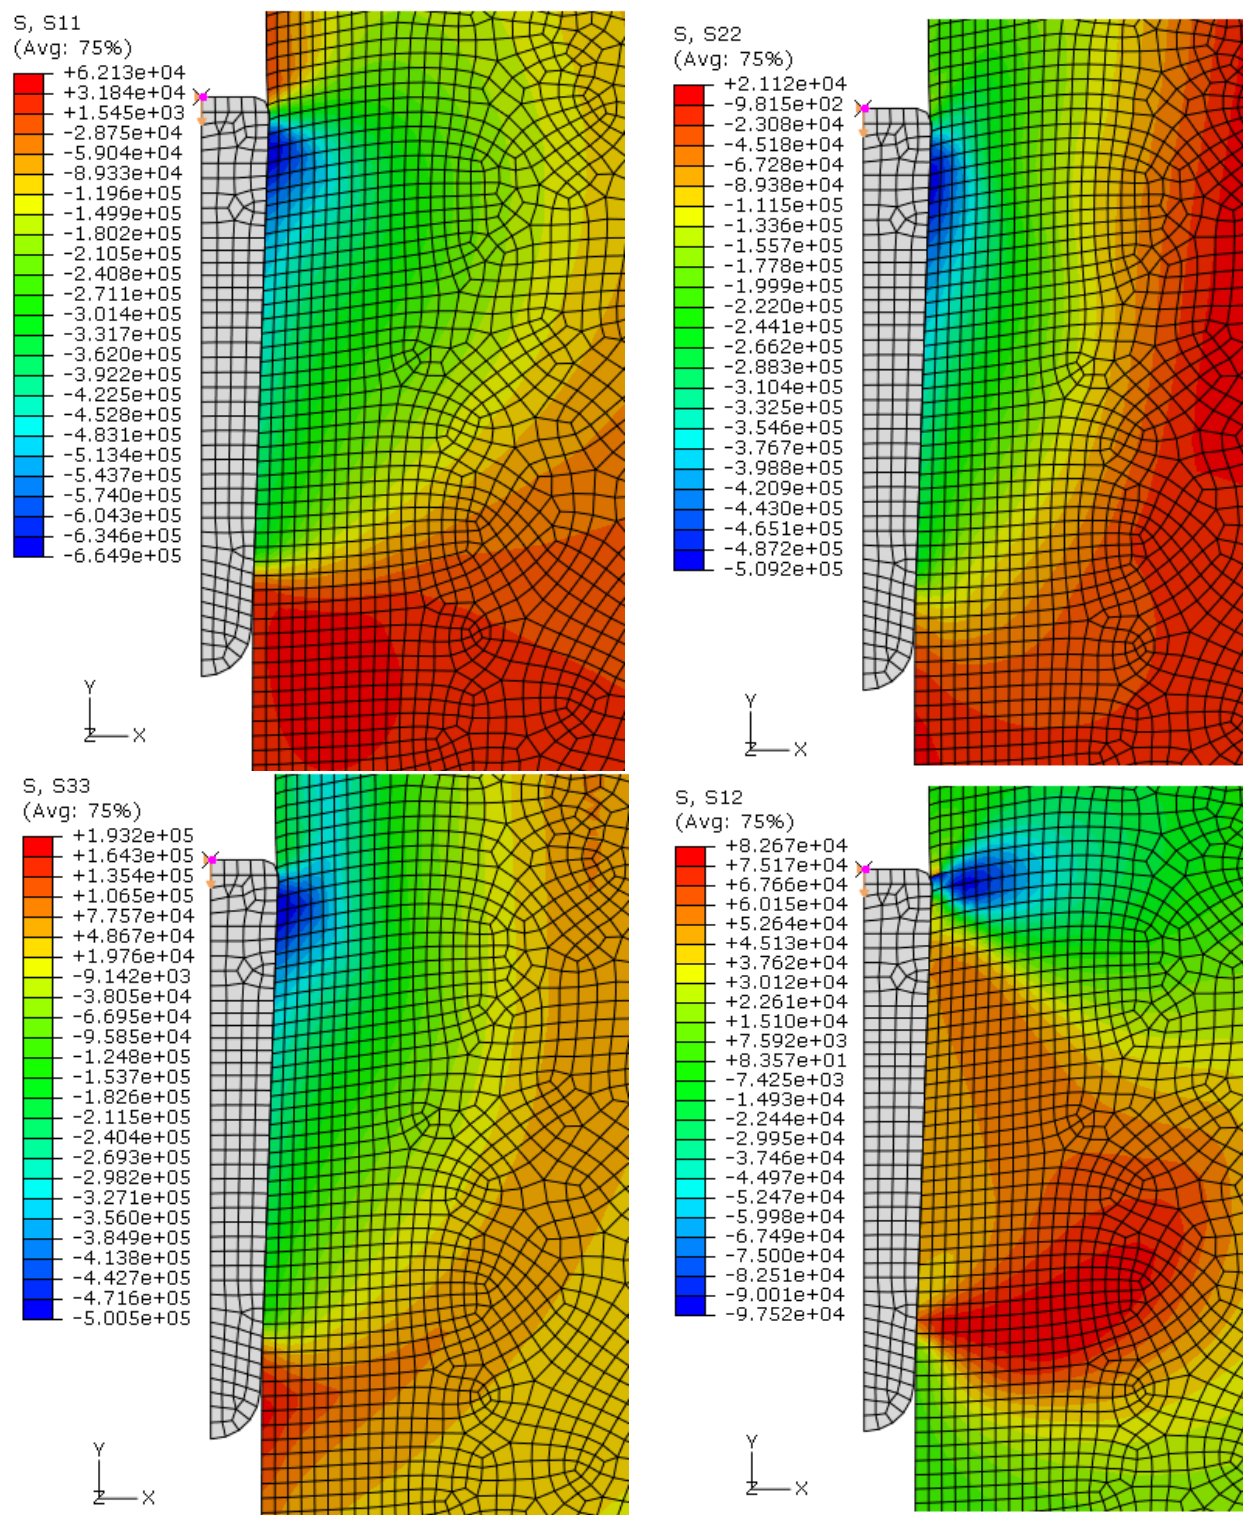 S, S11
(Avg: 75%)
+6.213e+04
+3.184e+04
+1.545e+03
-2.875e+04
-5.904e+04
-8.933e+04
-1.196e+05
-1.499e+05
-1.802e+05
-2.105e+05
-2.408e+05
-2.711e+05
-3.014e+05
-3.317e+05
-3.620e+05
-3.922e+05
-4.225e+05
-4.528e+05
-4.831e+05
-5.134e+05
-5.437e+05
-5.740e+05
-6.043e+05
-6.346e+05
-6.649e+05
Y
Z
X
S, S22
(Avg: 75%)
+2.112e+04
-9.815e+02
-2.308e+04
-4.518e+04
-6.728e+04
-8.938e+04
-1.115e+05
-1.336e+05
-1.557e+05
-1.778e+05
-1.999e+05
-2.220e+05
-2.441e+05
-2.662e+05
-2.883e+05
-3.104e+05
-3.325e+05
-3.546e+05
-3.767e+05
-3.988e+05
-4.209e+05
-4.430e+05
-4.651e+05
-4.872e+05
-5.092e+05
Y
Z
X
S, S33
(Avg: 75%)
+1.932e+05
+1.643e+05
+1.354e+05
+1.065e+05
+7.757e+04
+4.867e+04
+1.976e+04
-9.142e+03
-3.805e+04
-6.695e+04
-9.585e+04
-1.248e+05
-1.537e+05
-1.826e+05
-2.115e+05
-2.404e+05
-2.693e+05
-2.982e+05
-3.271e+05
-3.560e+05
-3.849e+05
-4.138e+05
-4.427e+05
-4.716e+05
-5.005e+05
Y
Z
X
S, S12
(Avg: 75%)
+8.267e+04
+7.517e+04
+6.766e+04
+6.015e+04
+5.264e+04
+4.513e+04
+3.762e+04
+3.012e+04
+2.261e+04
+1.510e+04
+7.592e+03
+8.357e+01
-7.425e+03
-1.493e+04
-2.244e+04
-2.995e+04
-3.746e+04
-4.497e+04
-5.247e+04
-5.998e+04
-6.749e+04
-7.500e+04
-8.251e+04
-9.001e+04
-9.752e+04
Y
Z
X